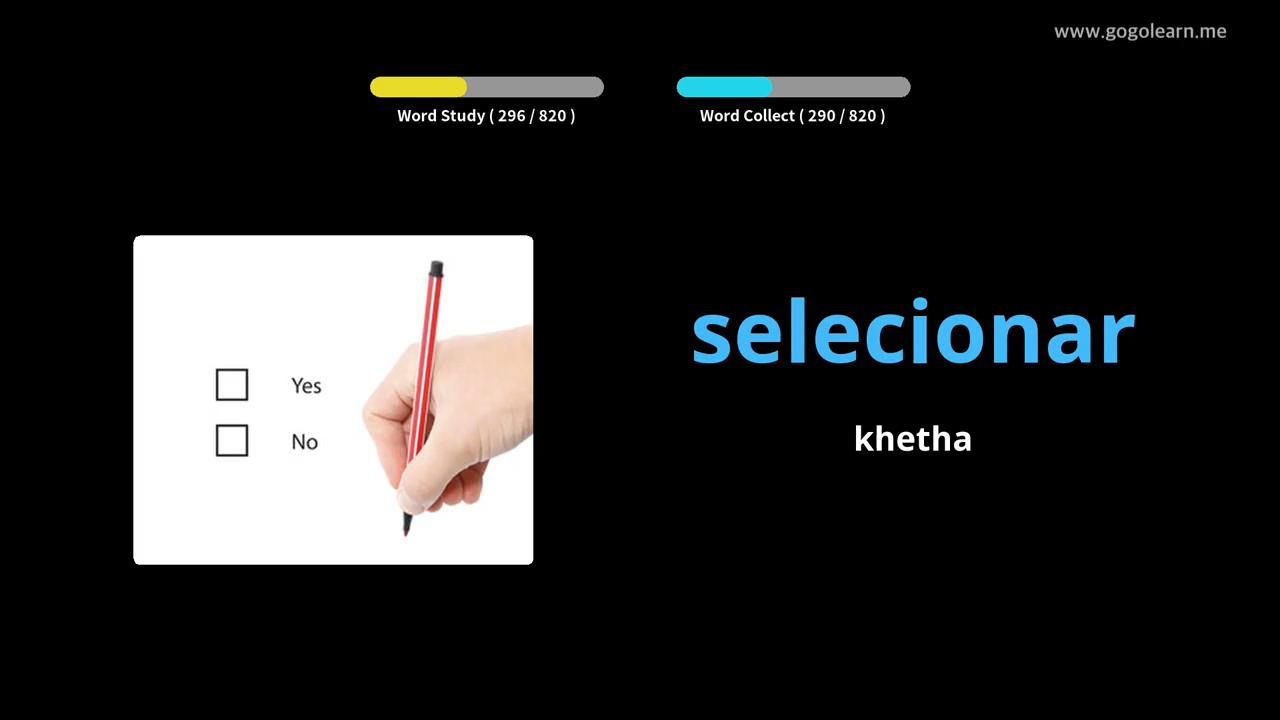 www.gogolearn.me
Word Study ( 296 / 820 )
Word Collect ( 290 / 820 )
Yes
No
selecionar
khetha